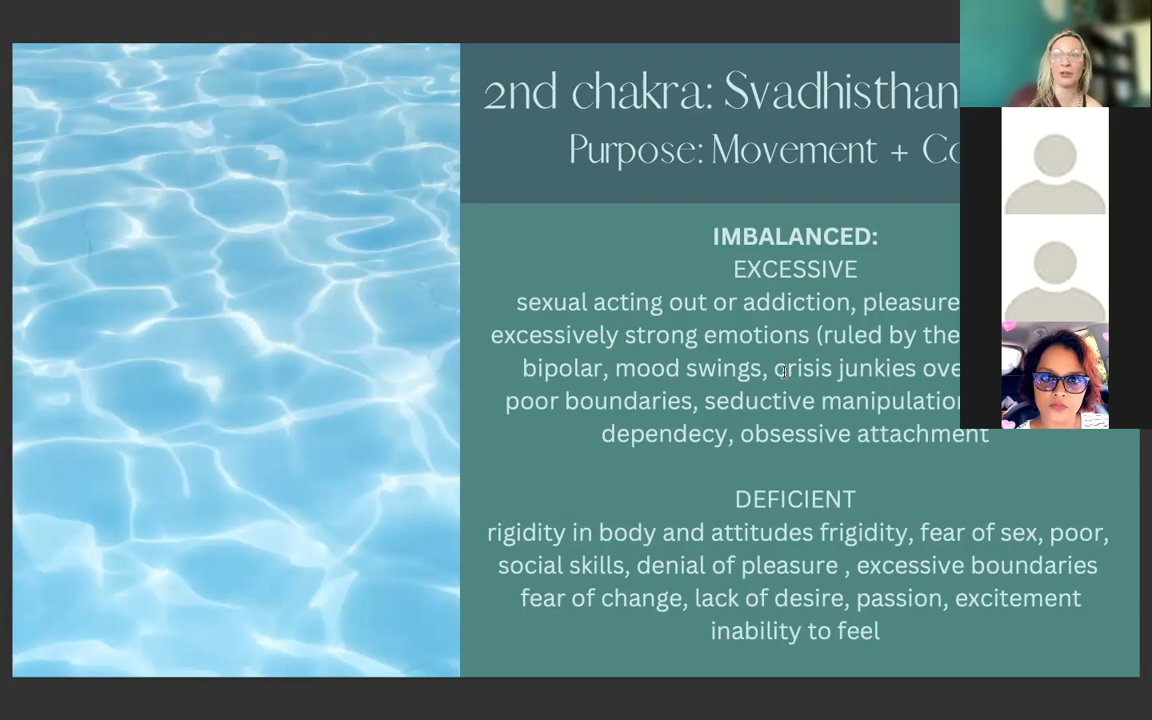 2nd chakra: Svadhisthan
Purpose: Movement + Co
IMBALANCED:
EXCESSIVE
sexual acting out or addiction, pleasure
excessively strong emotions (ruled by the
bipolar, mood swings, crisis junkies ove
poor boundaries, seductive manipulation
dependecy, obsessive attachment
DEFICIENT
rigidity in body and attitudes frigidity, fear of sex, poor,
social skills, denial of pleasure , excessive boundaries
fear of change, lack of desire, passion, excitement
inability to feel